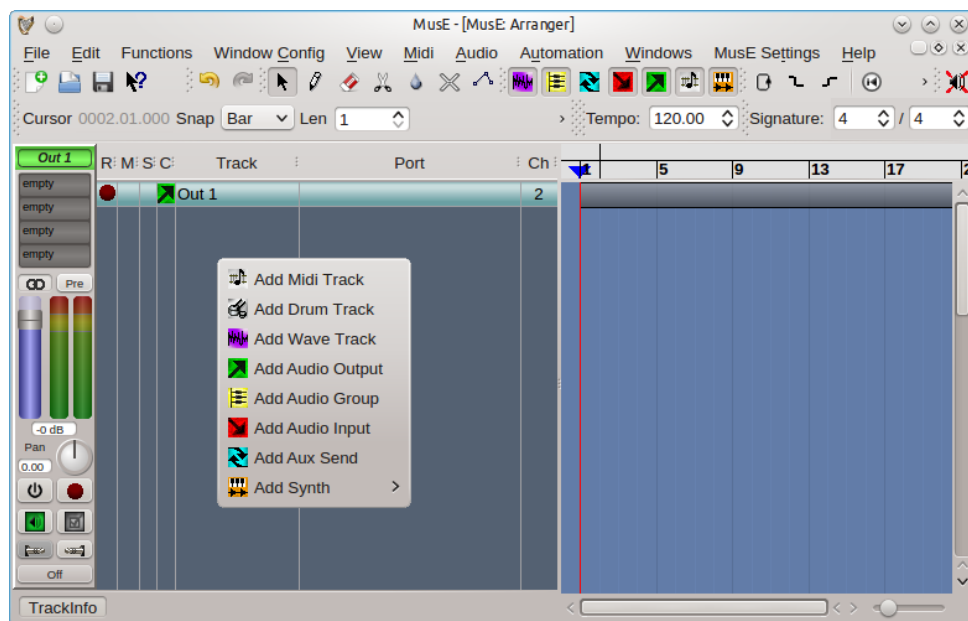 MusE - [MusE: Arranger]
File Edit Functions Window Config View Midi Audio Automation Windows MusE Settings Help
Cursor 0002.01.000 Snap Bar Len 1 Tempo: 120.00 Signature: 4 / 4
Out 1 R M S C Track Port Ch 1 5 9 13 17 2
empty
Out 1 2
empty
empty
empty
Pre
Add Midi Track
Add Drum Track
Add Wave Track
Add Audio Output
Add Audio Group
Add Audio Input
Add Aux Send
Add Synth
-0 dB
Pan
0.00
Off
TrackInfo